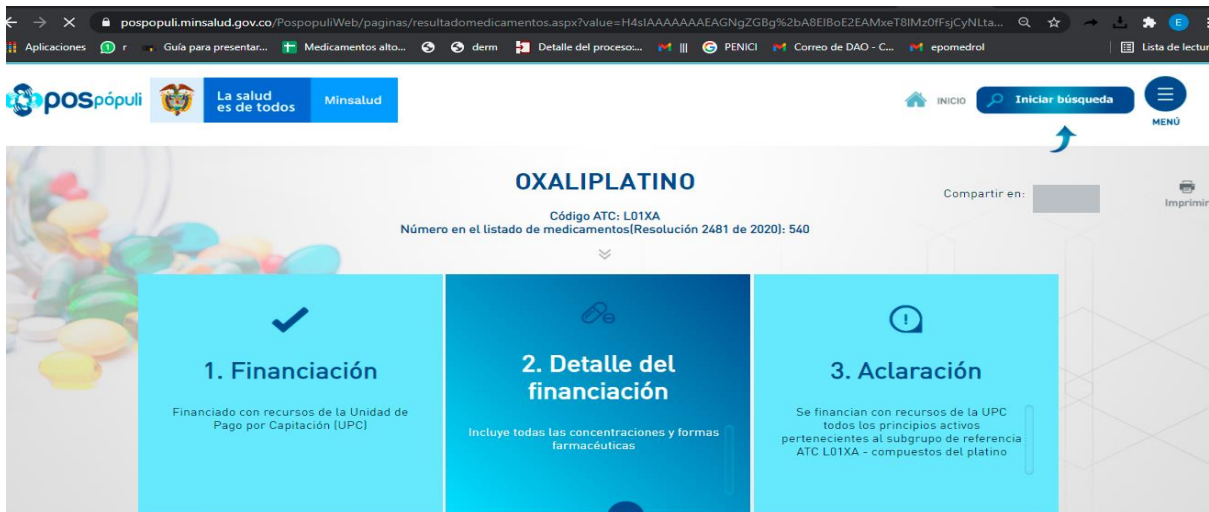 pospopuli.minsalud.gov.co/PospopuliWeb/paginas/resultadomedicamentos.aspx?value=H4sIAAAAAAAEAGNgZGBg%2bA8EIBoE2EAMxeT8IMz0fFsjCyNLta...
E
Aplicaciones r Guía para presentar... Medicamentos alto... derm Detalle del proceso:... ||| PENICI Correo de DAO - C... epomedrol Lista de lectur
pospópuli La salud es de todos Minsalud INICIO Iniciar búsqueda
MENÚ
OXALIPLATINO
Compartir en:
Imprimir
Código ATC: L01XA
Número en el listado de medicamentos(Resolución 2481 de 2020): 540
1. Financiación
Financiado con recursos de la Unidad de
Pago por Capitación (UPC)
2. Detalle del
financiación
Incluye todas las concentraciones y formas
farmacéuticas
3. Aclaración
Se financian con recursos de la UPC
todos los principios activos
pertenecientes al subgrupo de referencia
ATC L01XA - compuestos del platino